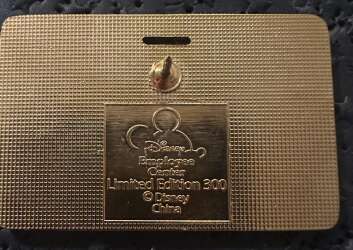 Disney
Employee
Center
Limited Edition 300
© Disney
China